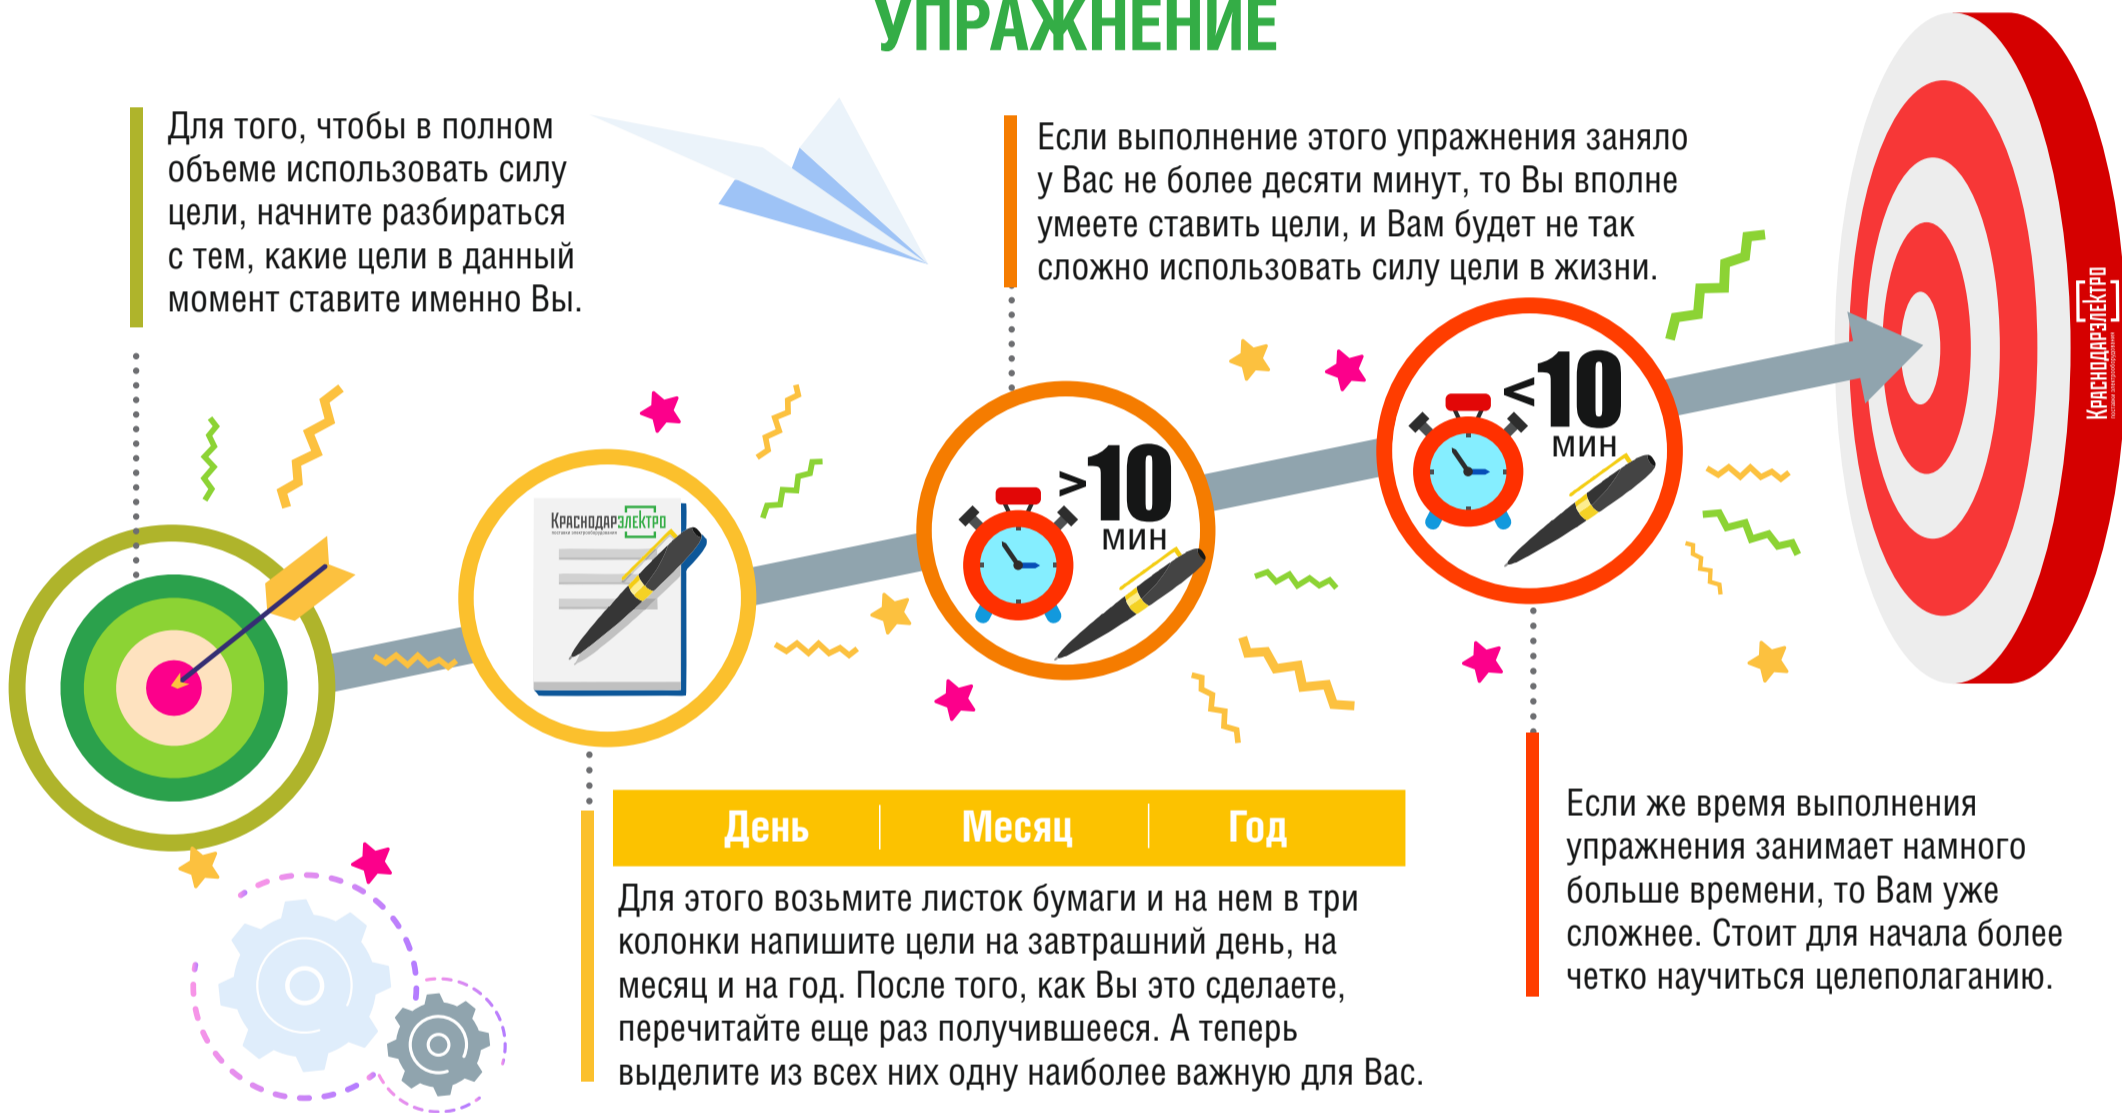 УПРАЖНЕНИЕ
Для того, чтобы в полном
объеме использовать силу
цели, начните разбираться
с тем, какие цели в данный
момент ставите именно Вы.
Если выполнение этого упражнения заняло
у Вас не более десяти минут, то Вы вполне
умеете ставить цели, и Вам будет не так
сложно использовать силу цели в жизни.
КРАСНОДАРЭЛЕКТРО
поставки электрооборудования
>10
мин
<10
мин
КРАСНОДАРЭЛЕКТРО
поставки электрооборудования
День Месяц Год
Для этого возьмите листок бумаги и на нем в три
колонки напишите цели на завтрашний день, на
месяц и на год. После того, как Вы это сделаете,
перечитайте еще раз получившееся. А теперь
выделите из всех них одну наиболее важную для Вас.
Если же время выполнения
упражнения занимает намного
больше времени, то Вам уже
сложнее. Стоит для начала более
четко научиться целеполаганию.